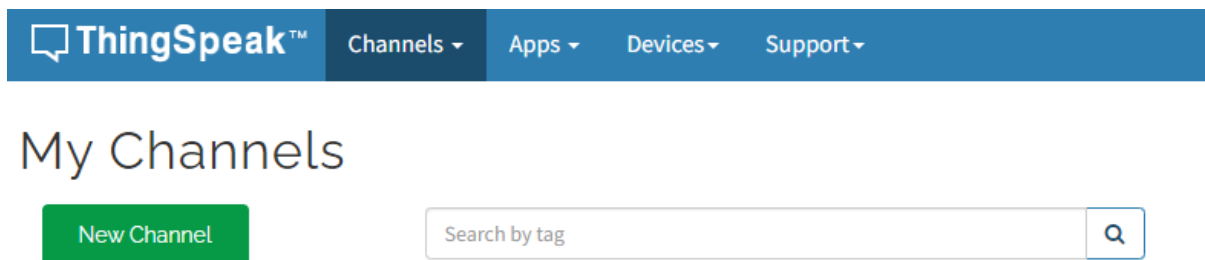 ThingSpeak™ Channels Apps Devices Support
My Channels
New Channel Search by tag